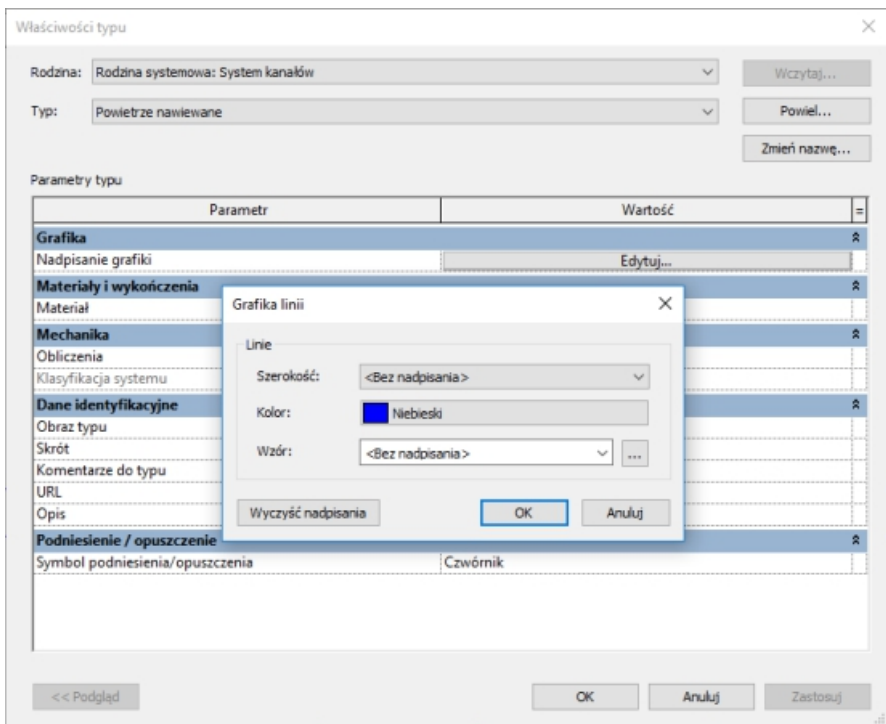 Właściwości typu
Rodzina: Rodzina systemowa: System kanałów Wczytaj...
Typ: Powietrze nawiewane Powiel...
Zmień nazwę...
Parametry typu
Parametr Wartość =
Grafika
Nadpisanie grafiki Edytuj...
Materiały i wykończenia
Materiał
Mechanika
Obliczenia
Klasyfikacja systemu
Dane identyfikacyjne
Obraz typu
Skrót
Komentarze do typu
URL
Opis
Podniesienie / opuszczenie
Symbol podniesienia/opuszczenia Czwórnik
Grafika linii
Linie
Szerokość: <Bez nadpisania>
Kolor: Niebieski
Wzór: <Bez nadpisania> ...
Wyczyść nadpisania OK Anuluj
<< Podgląd OK Anuluj Zastosuj